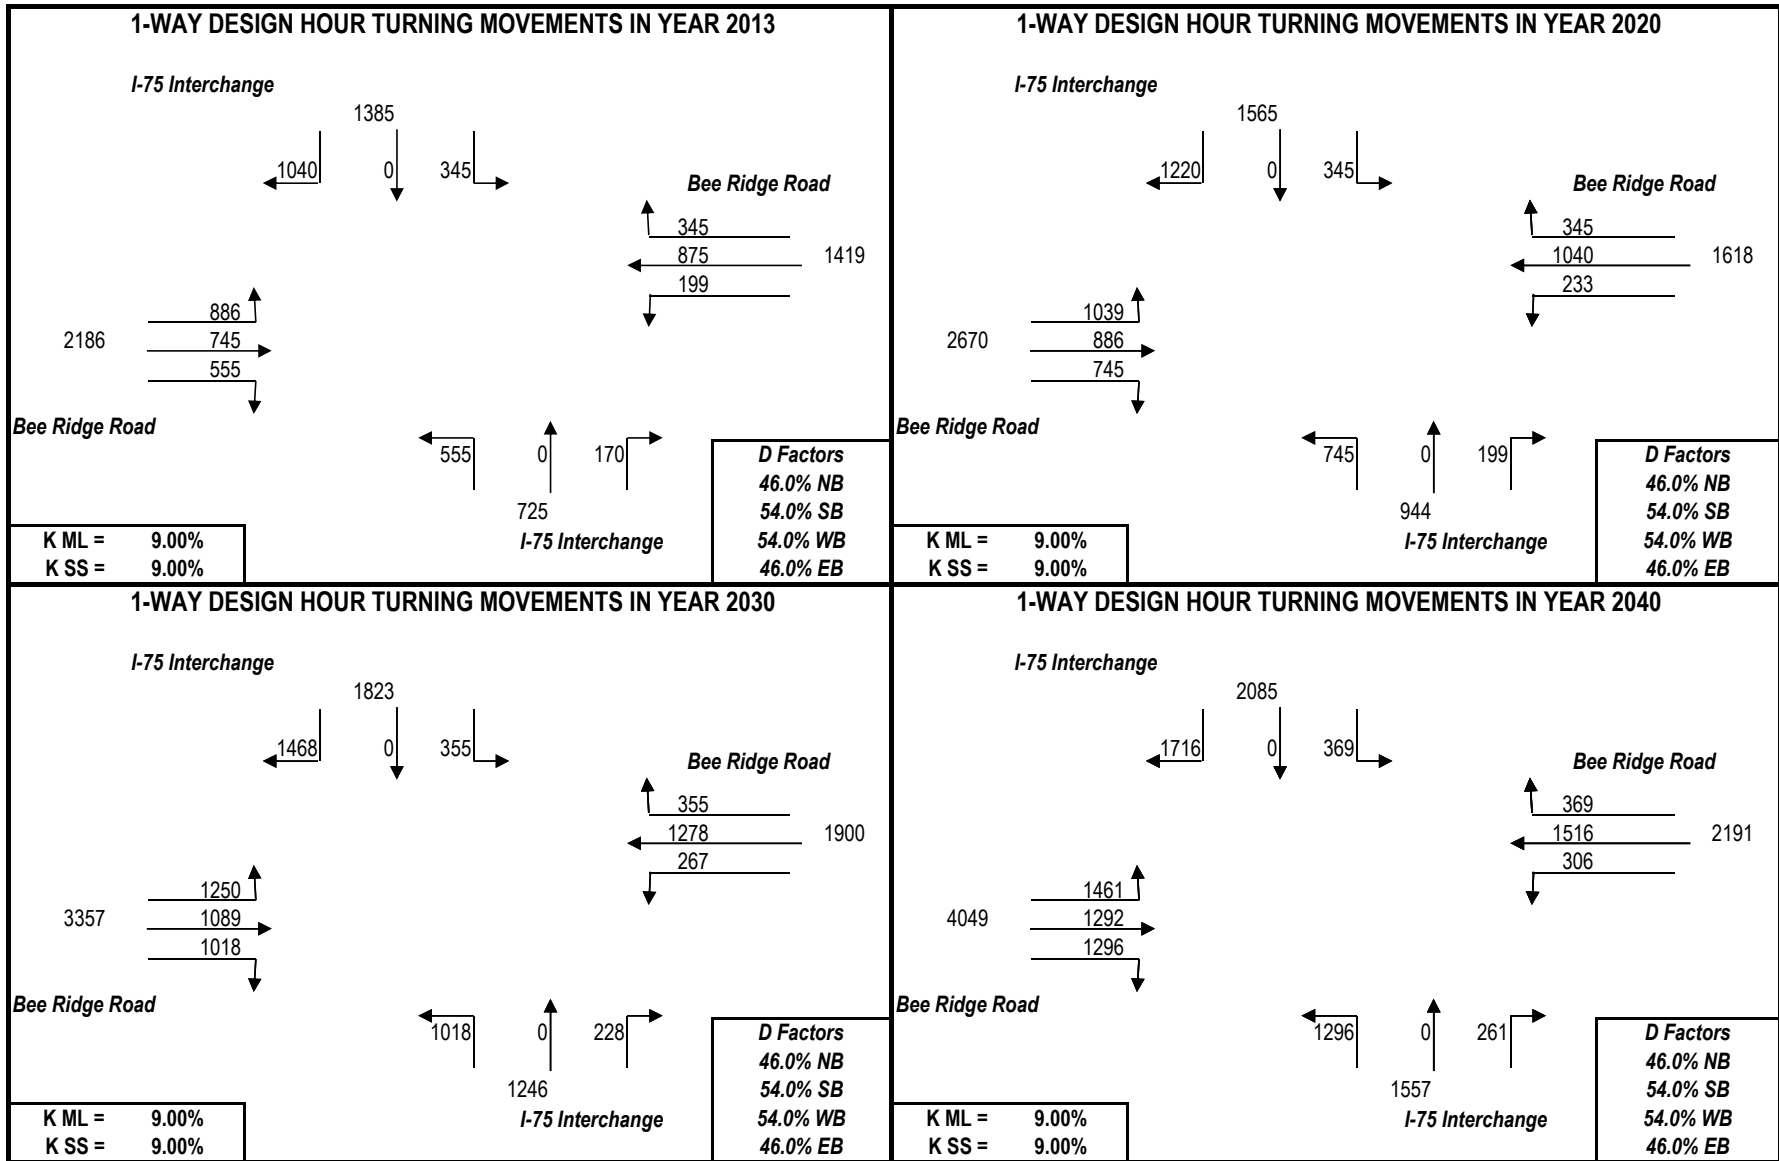 1-WAY DESIGN HOUR TURNING MOVEMENTS IN YEAR 2013
I-75 Interchange
1385
1040 0 345
Bee Ridge Road
345
875 1419
199
886
2186 745
555
Bee Ridge Road
555 0 170
725
I-75 Interchange
D Factors
46.0% NB
54.0% SB
54.0% WB
46.0% EB
K ML = 9.00%
K SS = 9.00%
1-WAY DESIGN HOUR TURNING MOVEMENTS IN YEAR 2020
I-75 Interchange
1565
1220 0 345
Bee Ridge Road
345
1040 1618
233
1039
2670 886
745
Bee Ridge Road
745 0 199
944
I-75 Interchange
D Factors
46.0% NB
54.0% SB
54.0% WB
46.0% EB
K ML = 9.00%
K SS = 9.00%
1-WAY DESIGN HOUR TURNING MOVEMENTS IN YEAR 2030
I-75 Interchange
1823
1468 0 355
Bee Ridge Road
355
1278 1900
267
1250
3357 1089
1018
Bee Ridge Road
1018 0 228
1246
I-75 Interchange
D Factors
46.0% NB
54.0% SB
54.0% WB
46.0% EB
K ML = 9.00%
K SS = 9.00%
1-WAY DESIGN HOUR TURNING MOVEMENTS IN YEAR 2040
I-75 Interchange
2085
1716 0 369
Bee Ridge Road
369
1516 2191
306
1461
4049 1292
1296
Bee Ridge Road
1296 0 261
1557
I-75 Interchange
D Factors
46.0% NB
54.0% SB
54.0% WB
46.0% EB
K ML = 9.00%
K SS = 9.00%